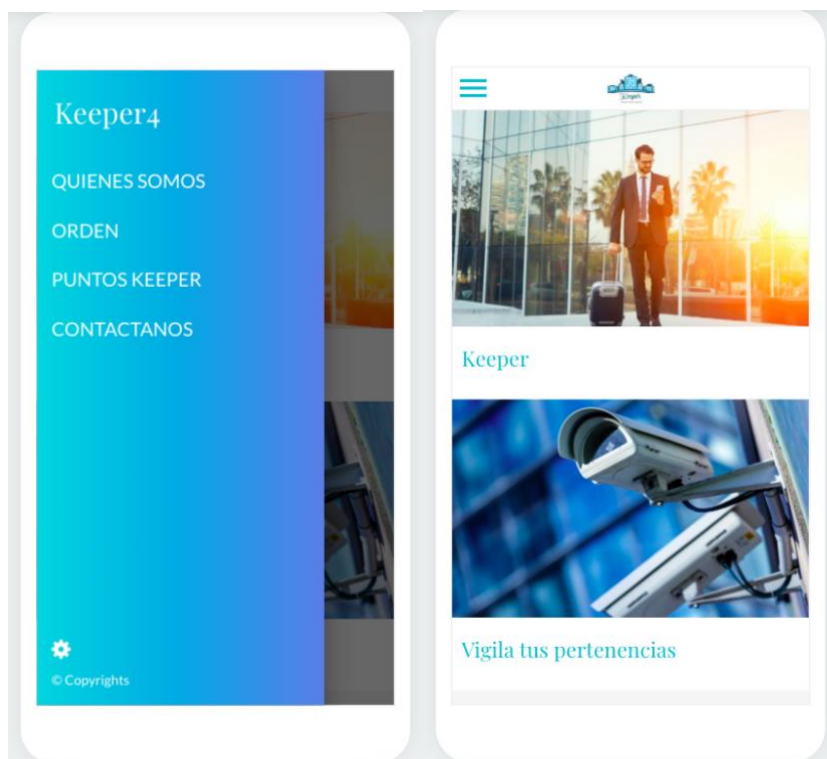 Keeper4
QUIENES SOMOS
ORDEN
PUNTOS KEEPER
CONTACTANOS
© Copyrights
Keeper
Vigila tus pertenencias